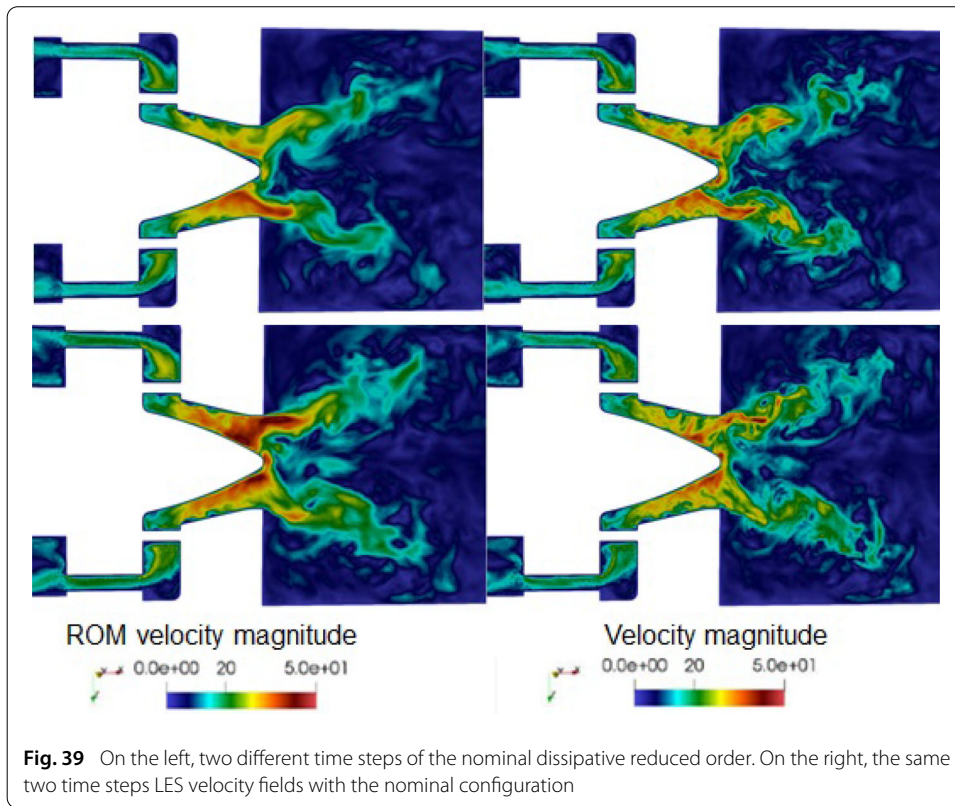 ROM velocity magnitude
0.0e+00 20 5.0e+01
Velocity magnitude
0.0e+00 20 5.0e+01
Fig. 39 On the left, two different time steps of the nominal dissipative reduced order. On the right, the same
two time steps LES velocity fields with the nominal configuration